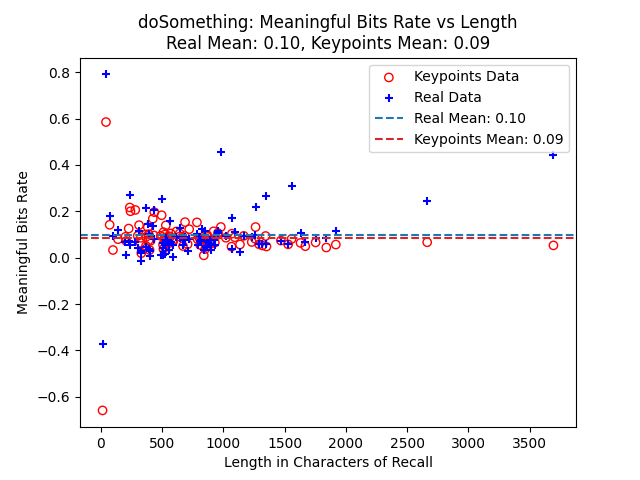 doSomething: Meaningful Bits Rate vs Length
Real Mean: 0.10, Keypoints Mean: 0.09
Keypoints Data
Real Data
Real Mean: 0.10
Keypoints Mean: 0.09
Meaningful Bits Rate
0.8
0.6
0.4
0.2
0.0
−0.2
−0.4
−0.6
0
500
1000
1500
2000
2500
3000
3500
Length in Characters of Recall